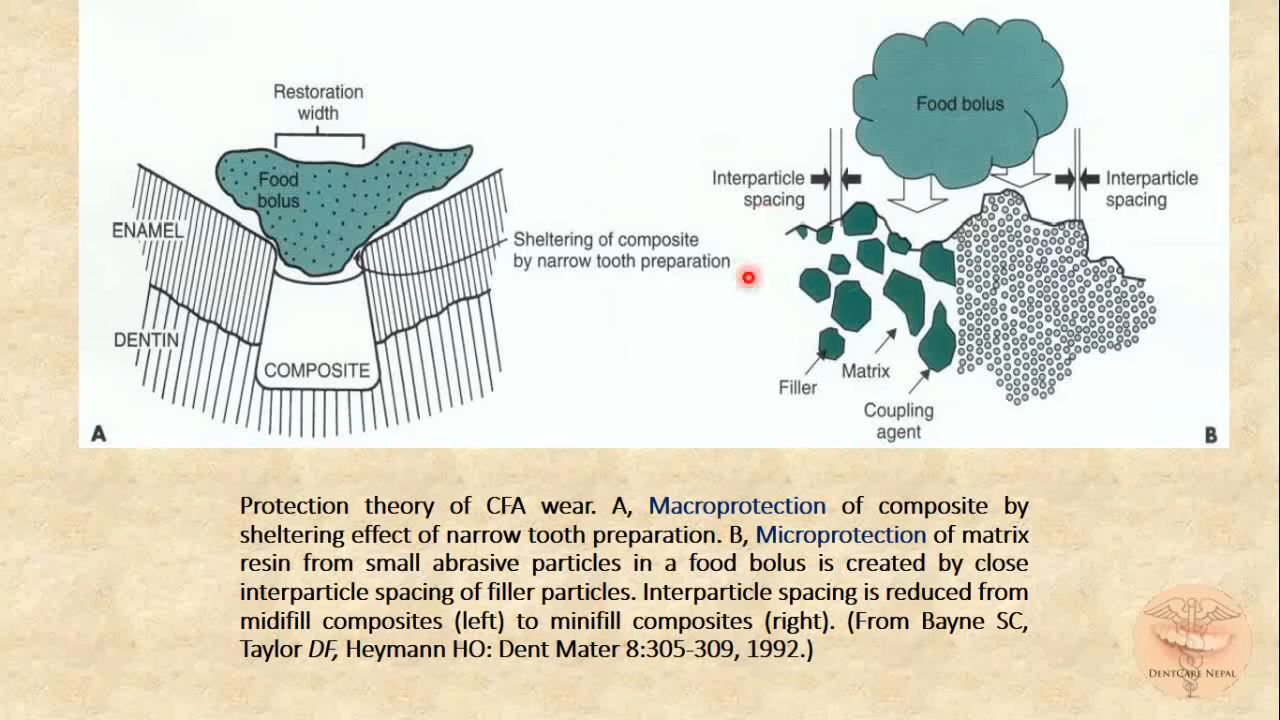 Restoration
width
Food
bolus
ENAMEL
DENTIN
COMPOSITE
Sheltering of composite
by narrow tooth preparation
A
Food bolus
Interparticle
spacing
Interparticle
spacing
Filler
Matrix
Coupling
agent
B
Protection theory of CFA wear. A, Macroprotection of composite by
sheltering effect of narrow tooth preparation. B, Microprotection of matrix
resin from small abrasive particles in a food bolus is created by close
interparticle spacing of filler particles. Interparticle spacing is reduced from
midifill composites (left) to minifill composites (right). (From Bayne SC,
Taylor DF, Heymann HO: Dent Mater 8:305-309, 1992.)
DENTCARE NEPAL